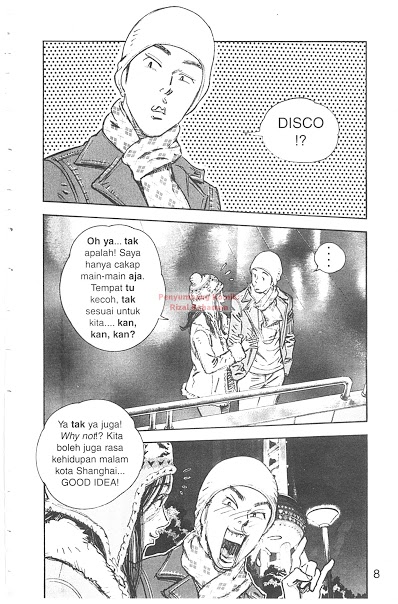 DISCO
!?
Oh ya... tak
apalah! Saya
hanya cakap
main-main aja.
Tempat tu
kecoh, tak
sesuai untuk
kita.... kan,
kan, kan?
....
Rizal
Ya tak ya juga!
Why not!? Kita
boleh juga rasa
kehidupan malam
kota Shanghai...
GOOD IDEA!
8